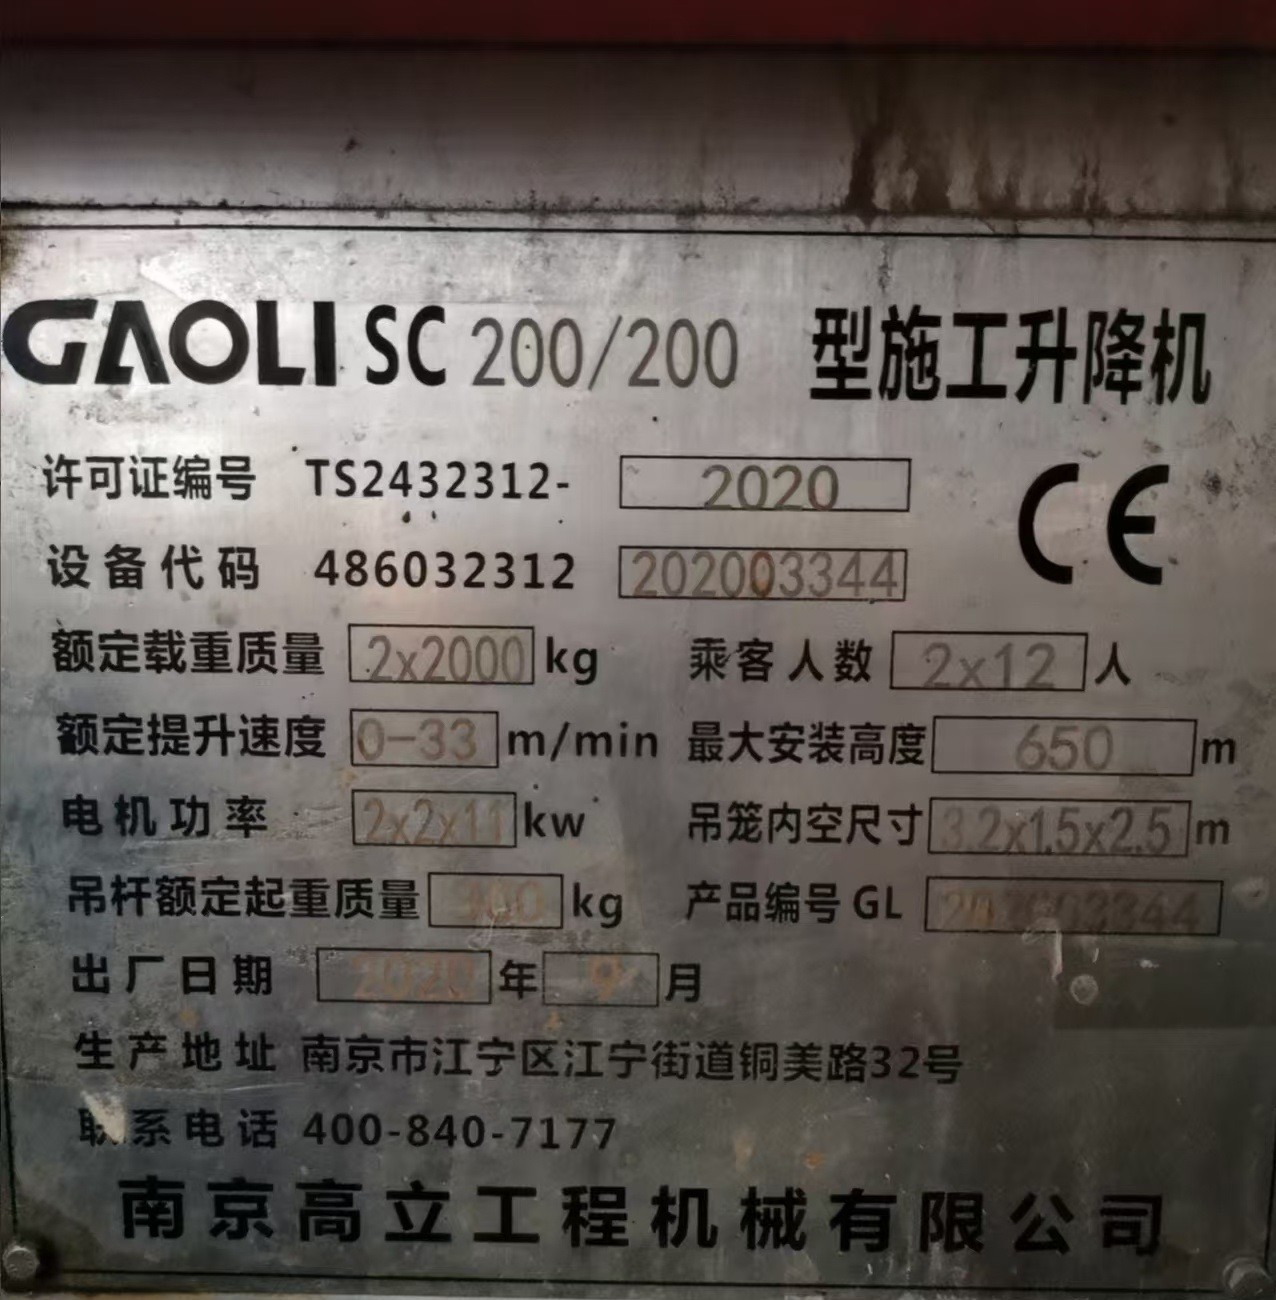 GAOLI SC 200/200 型施工升降机
许可证编号 TS2432312- 2020
设备代码 486032312 202003344
CE
额定载重质量 2x2000 kg 乘客人数 2x12 人
额定提升速度 0-33 m/min 最大安装高度 650 m
电机功率 2x2x11 kw 吊笼内空尺寸 3.2x1.5x2.5 m
吊杆额定起重质量 kg 产品编号 GL 202003344
出厂日期 2020 年 9 月
生产地址 南京市江宁区江宁街道铜美路32号
联系电话 400-840-7177
南京高立工程机械有限公司